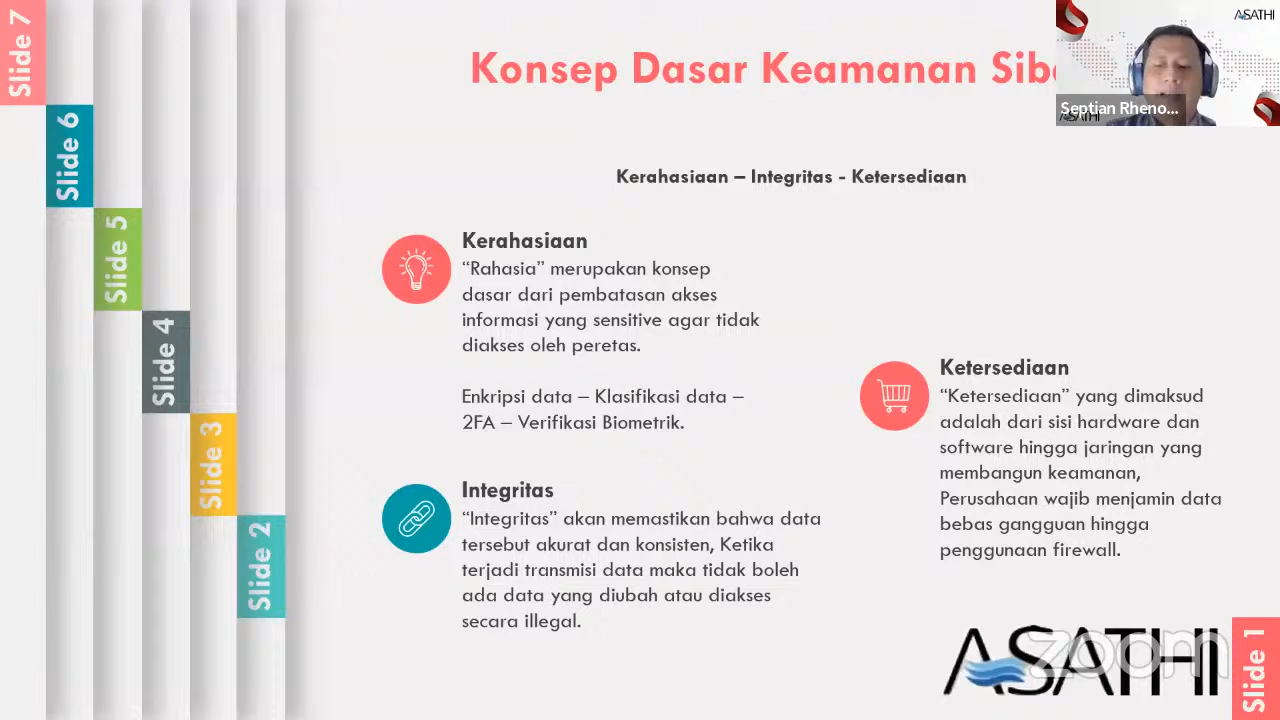 Slide 7
Slide 6
Slide 5
Slide 4
Slide 3
Slide 2
Konsep Dasar Keamanan
ASATHI
Septian Rheno...
ASATHI
Kerahasiaan – Integritas - Ketersediaan
Kerahasiaan
“Rahasia” merupakan konsep
dasar dari pembatasan akses
informasi yang sensitive agar tidak
diakses oleh peretas.
Enkripsi data – Klasifikasi data –
2FA – Verifikasi Biometrik.
Integritas
“Integritas” akan memastikan bahwa data
tersebut akurat dan konsisten, Ketika
terjadi transmisi data maka tidak boleh
ada data yang diubah atau diakses
secara illegal.
Ketersediaan
“Ketersediaan” yang dimaksud
adalah dari sisi hardware dan
software hingga jaringan yang
membangun keamanan,
Perusahaan wajib menjamin data
bebas gangguan hingga
penggunaan firewall.
ASATHI
zoom
Slide 1